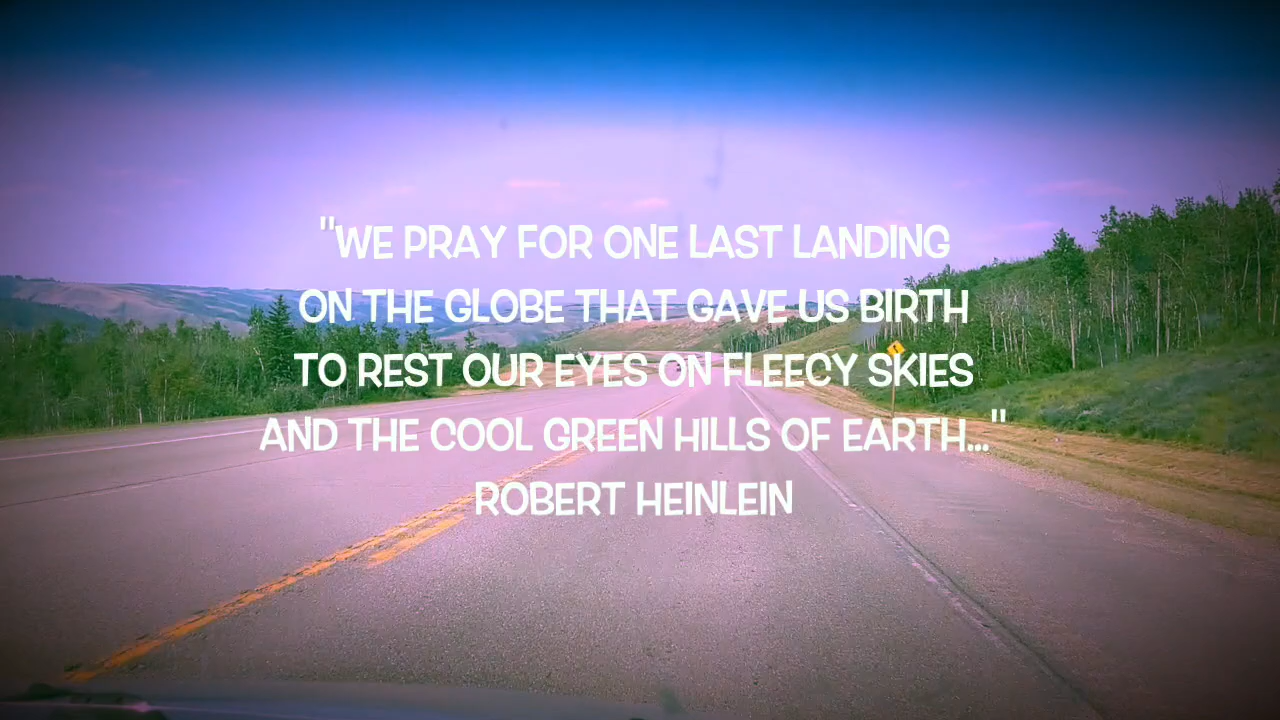 "WE PRAY FOR ONE LAST LANDING
ON THE GLOBE THAT GAVE US BIRTH
TO REST OUR EYES ON FLEECY SKIES
AND THE COOL GREEN HILLS OF EARTH..."
ROBERT HEINLEIN